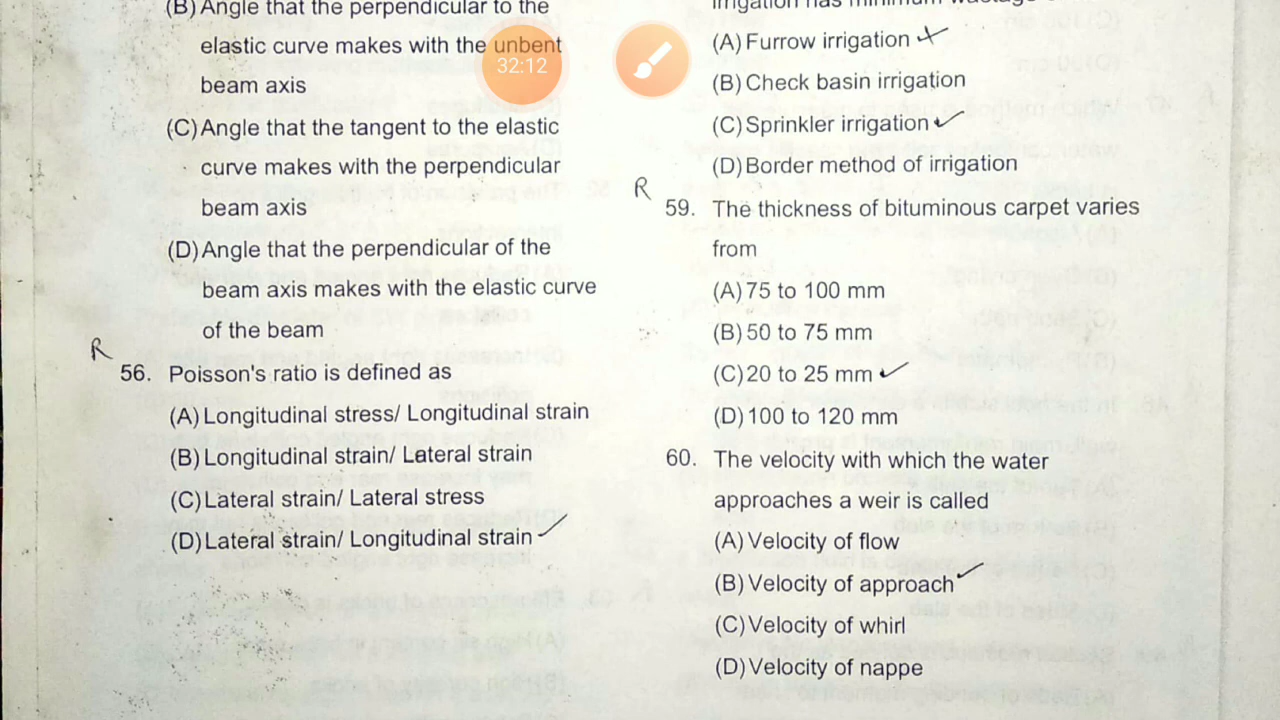 (B) Angle that the perpendicular to the
elastic curve makes with the unbent
beam axis
(C) Angle that the tangent to the elastic
curve makes with the perpendicular
beam axis
(D) Angle that the perpendicular of the
beam axis makes with the elastic curve
of the beam
R
56. Poisson's ratio is defined as
(A) Longitudinal stress/ Longitudinal strain
(B) Longitudinal strain/ Lateral strain
(C) Lateral strain/ Lateral stress
(D) Lateral strain/ Longitudinal strain
32:12
irrigation has minimum
(A) Furrow irrigation
(B) Check basin irrigation
(C) Sprinkler irrigation
(D) Border method of irrigation
R
59. The thickness of bituminous carpet varies
from
(A) 75 to 100 mm
(B) 50 to 75 mm
(C) 20 to 25 mm
(D) 100 to 120 mm
60. The velocity with which the water
approaches a weir is called
(A) Velocity of flow
(B) Velocity of approach
(C) Velocity of whirl
(D) Velocity of nappe